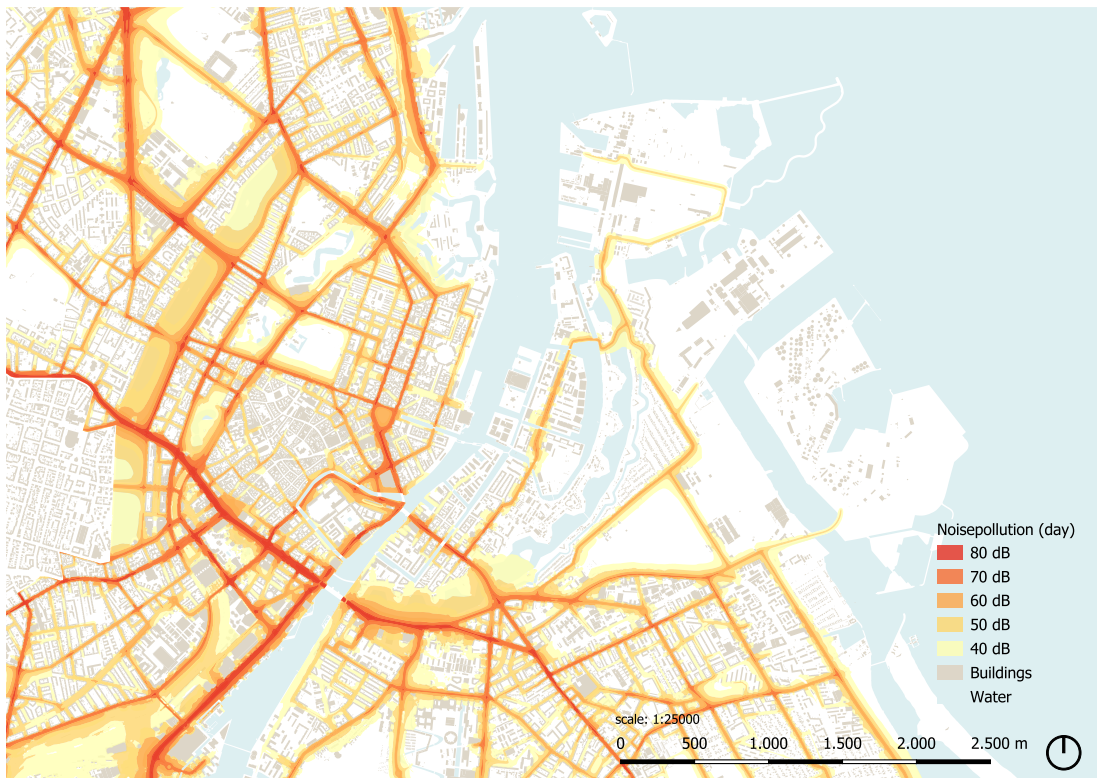 Noisepollution (day)
80 dB
70 dB
60 dB
50 dB
40 dB
Buildings
Water
scale: 1:25000
0 500 1.000 1.500 2.000 2.500 m